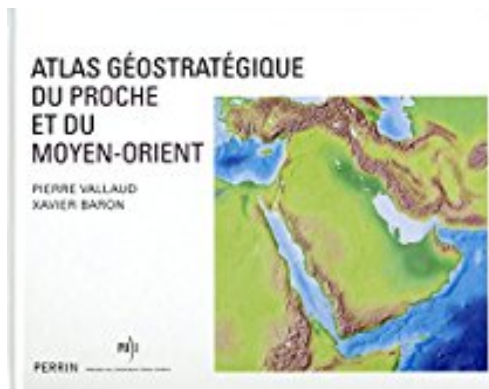 ATLAS GÉOSTRATÉGIQUE
DU PROCHE
ET DU
MOYEN-ORIENT
PIERRE VALLAUD
XAVIER BARON
PERRIN